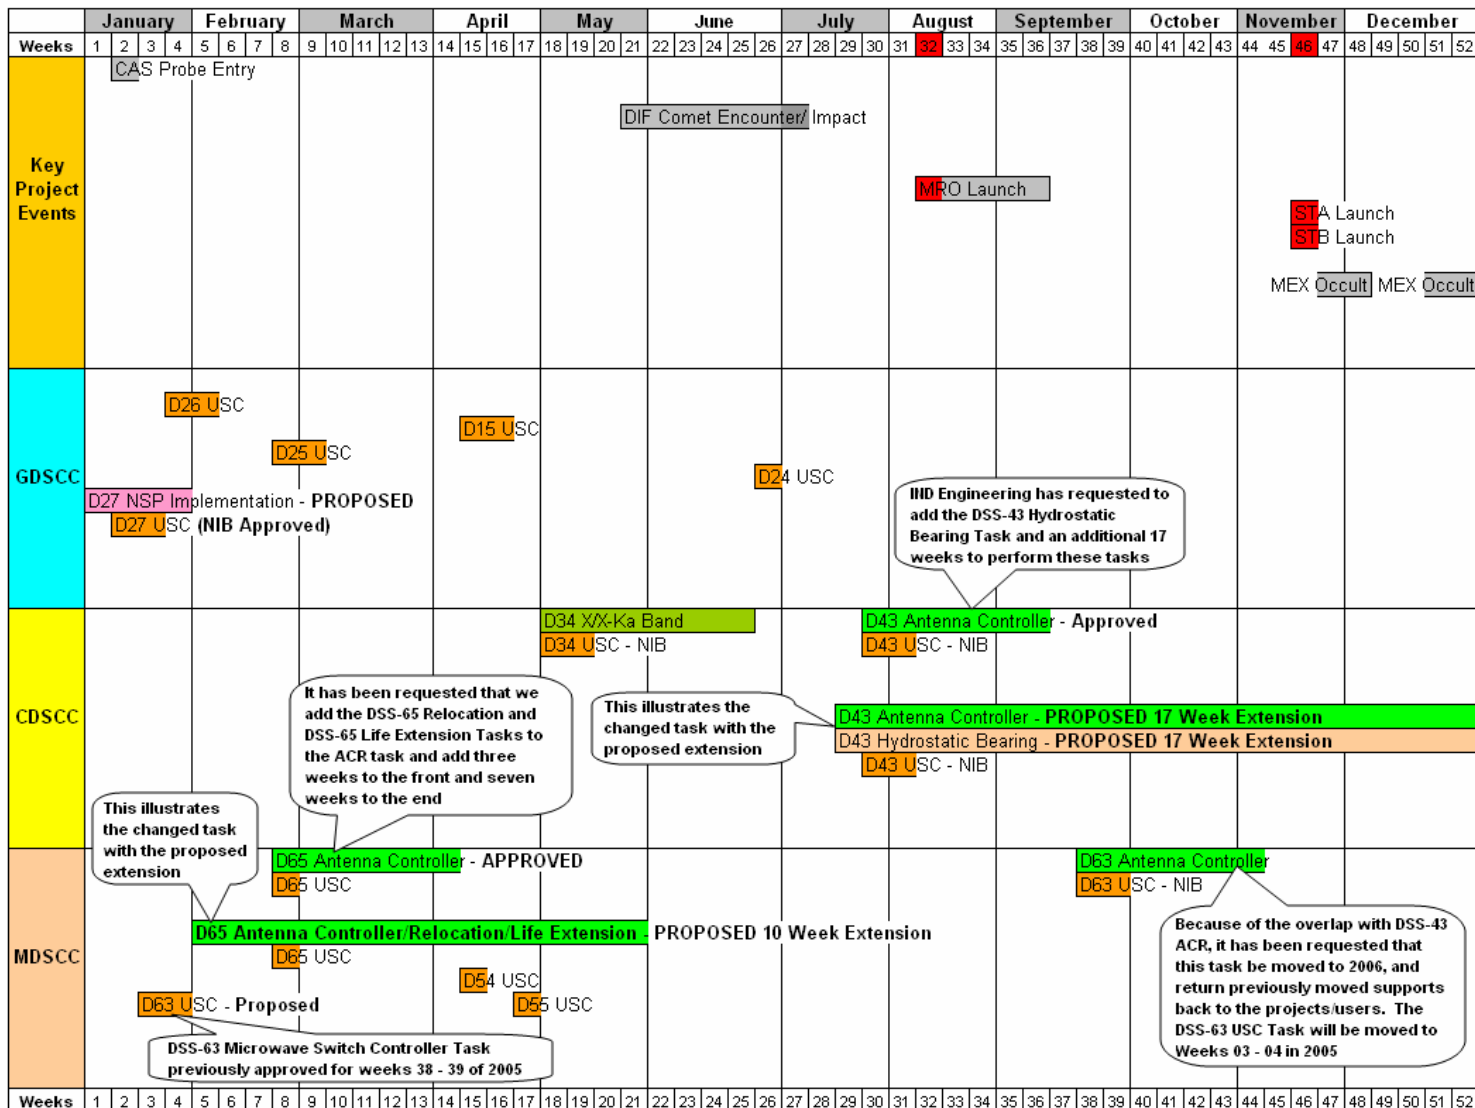 January February March April May June July August September October November December
Weeks 1 2 3 4 5 6 7 8 9 10 11 12 13 14 15 16 17 18 19 20 21 22 23 24 25 26 27 28 29 30 31 32 33 34 35 36 37 38 39 40 41 42 43 44 45 46 47 48 49 50 51 52
Key
Project
Events
CAS Probe Entry
DIF Comet Encounter/ Impact
MRO Launch
STA Launch
STB Launch
MEX Occult MEX Occult
GDSCC
D26 USC
D15 USC
D25 USC
D24 USC
D27 NSP Implementation - PROPOSED
D27 USC (NIB Approved)
IND Engineering has requested to
add the DSS-43 Hydrostatic
Bearing Task and an additional 17
weeks to perform these tasks
CDSCC
D34 X/X-Ka Band
D34 USC - NIB
D43 Antenna Controller - Approved
D43 USC - NIB
It has been requested that we
add the DSS-65 Relocation and
DSS-65 Life Extension Tasks to
the ACR task and add three
weeks to the front and seven
weeks to the end
This illustrates the
changed task with the
proposed extension
D43 Antenna Controller - PROPOSED 17 Week Extension
D43 Hydrostatic Bearing - PROPOSED 17 Week Extension
D43 USC - NIB
This illustrates
the changed task
with the proposed
extension
MDSCC
D65 Antenna Controller - APPROVED
D65 USC
D63 Antenna Controller
D63 USC - NIB
D65 Antenna Controller/Relocation/Life Extension - PROPOSED 10 Week Extension
D65 USC
D54 USC
D63 USC - Proposed
D55 USC
Because of the overlap with DSS-43
ACR, it has been requested that
this task be moved to 2006, and
return previously moved supports
back to the projects/users. The
DSS-63 USC Task will be moved to
Weeks 03 - 04 in 2005
DSS-63 Microwave Switch Controller Task
previously approved for weeks 38 - 39 of 2005
Weeks 1 2 3 4 5 6 7 8 9 10 11 12 13 14 15 16 17 18 19 20 21 22 23 24 25 26 27 28 29 30 31 32 33 34 35 36 37 38 39 40 41 42 43 44 45 46 47 48 49 50 51 52